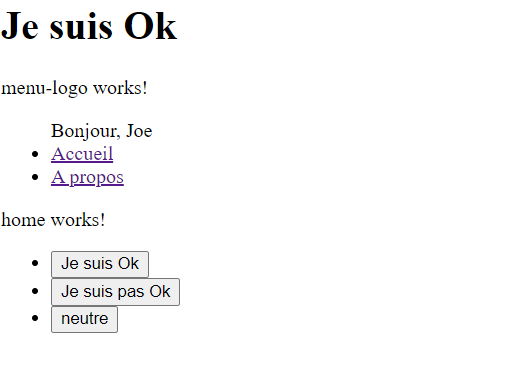 Je suis Ok
menu-logo works!
Bonjour, Joe
Accueil
A propos
home works!
Je suis Ok
Je suis pas Ok
neutre